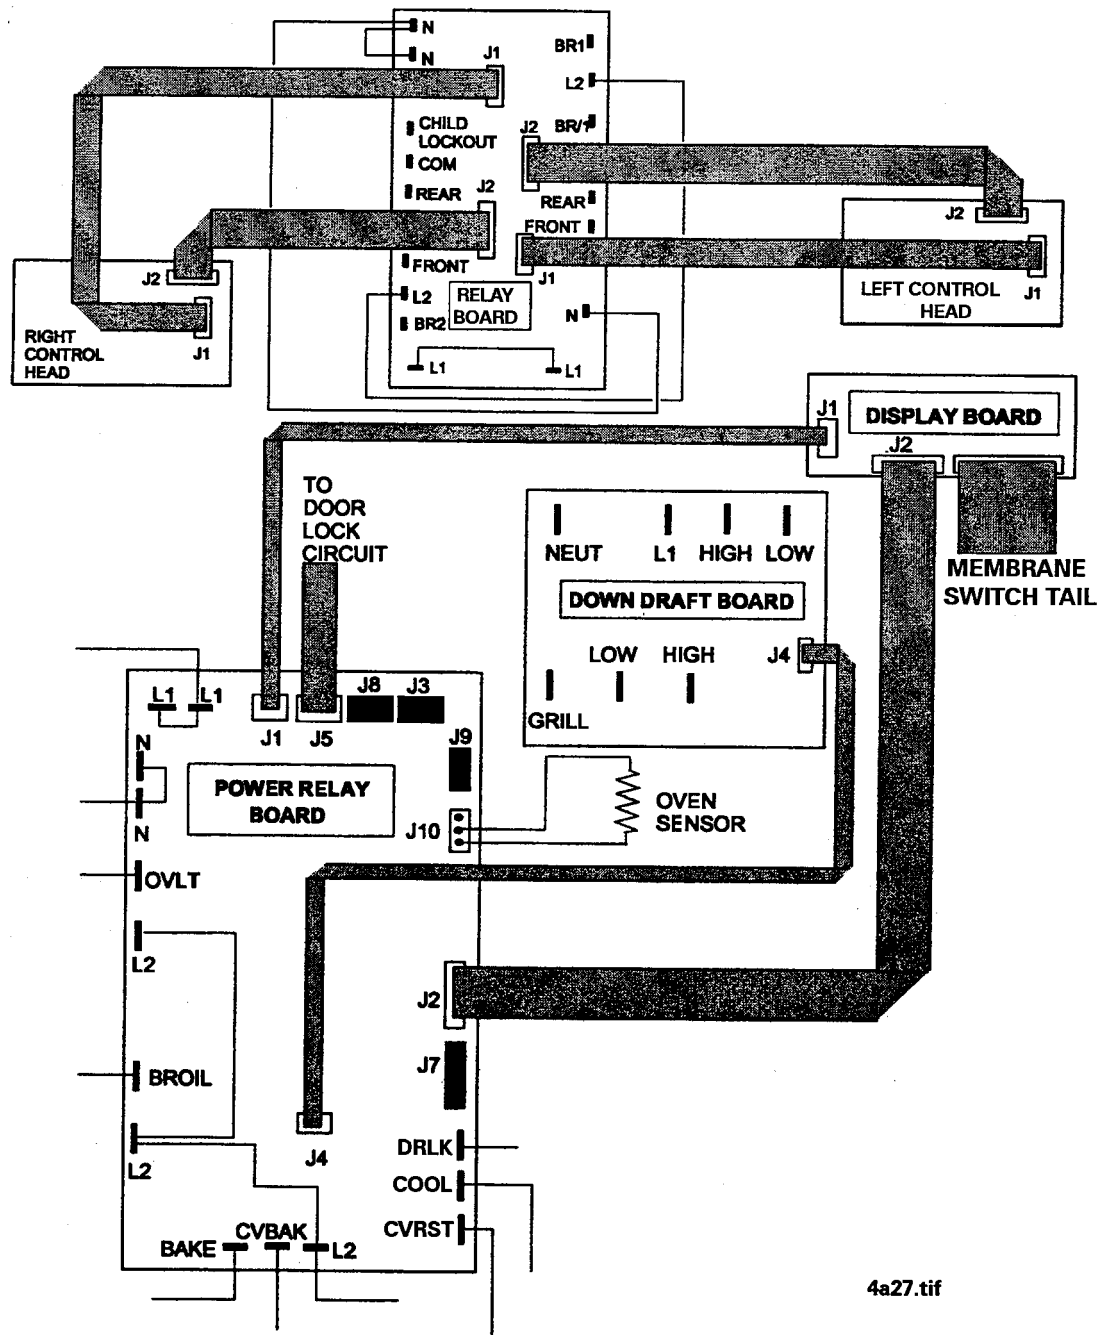 N
N
J1
BR1
L2
CHILD
LOCKOUT
J2
BR/1
COM
REAR
J2
REAR
FRONT
J2
J2
FRONT
J1
L2
RELAY
BOARD
BR2
N
LEFT CONTROL
HEAD
J1
RIGHT
CONTROL
HEAD
J1
L1
L1
J1
DISPLAY BOARD
J2
TO
DOOR
LOCK
CIRCUIT
NEUT
L1
HIGH
LOW
MEMBRANE
SWITCH TAIL
DOWN DRAFT BOARD
LOW
HIGH
J4
GRILL
L1
L1
J1
J5
J8
J3
J9
N
POWER RELAY
BOARD
N
J10
OVEN
SENSOR
OVLT
L2
J2
J7
BROIL
L2
J4
DRLK
COOL
CVRST
BAKE
CVBAK
L2
4a27.tif